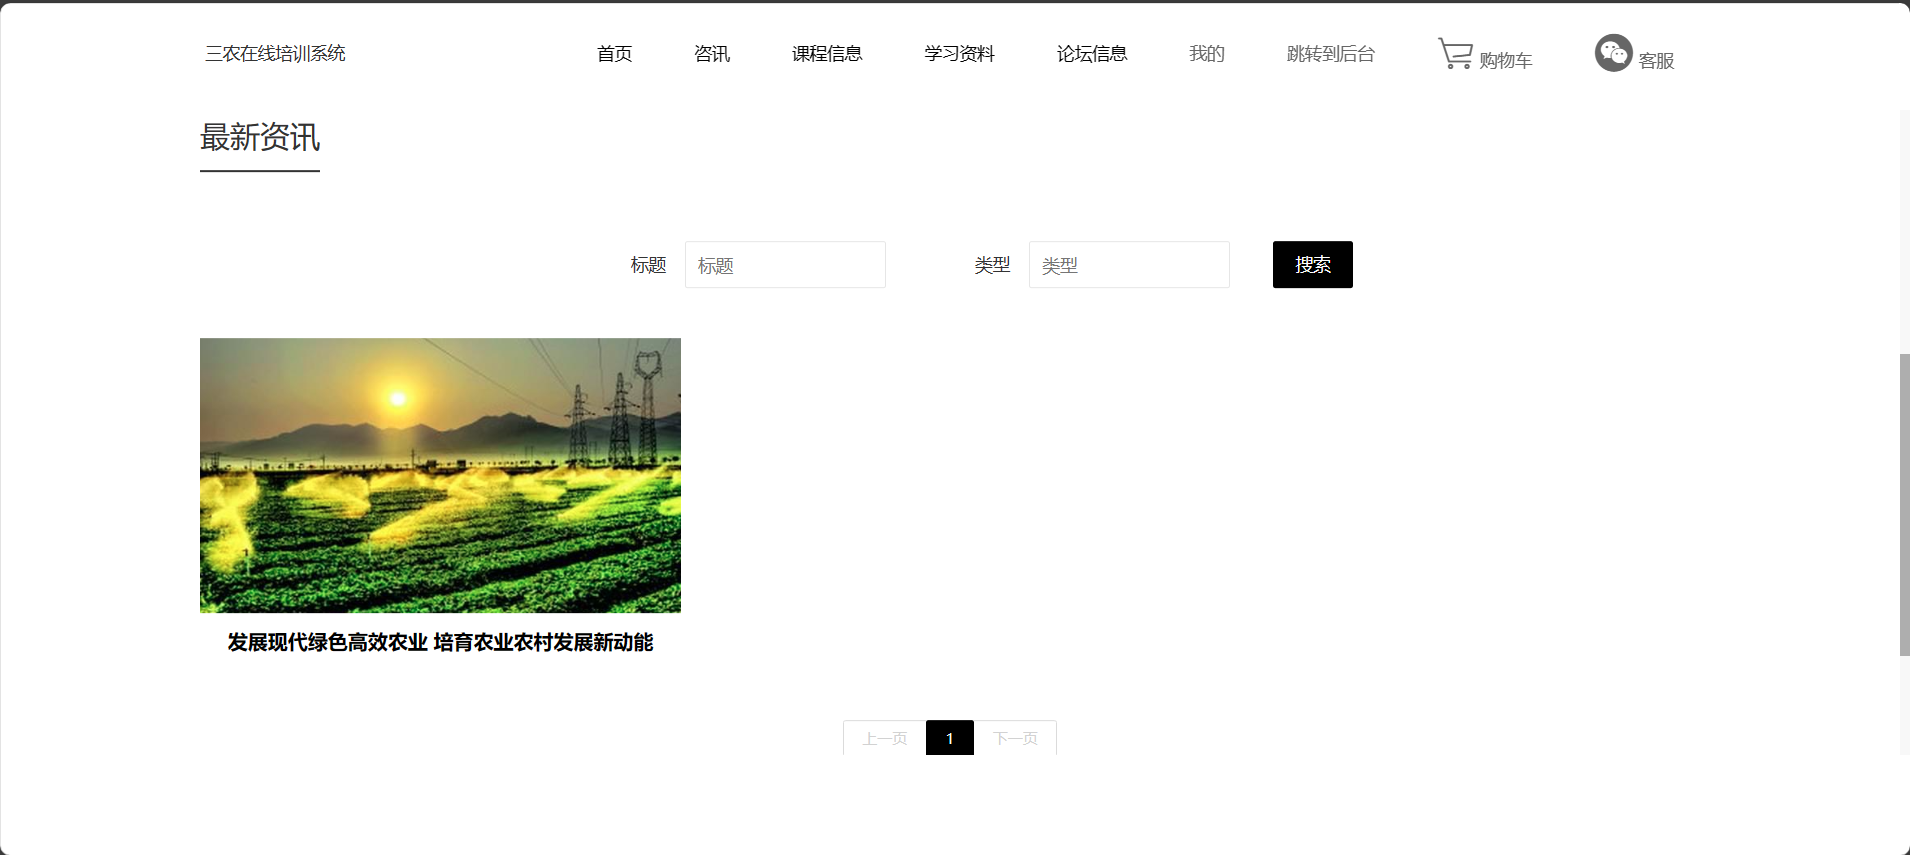 三农在线培训系统 首页 咨讯 课程信息 学习资料 论坛信息 我的 跳转到后台 购物车 客服
最新资讯
标题 标题 类型 类型 搜索
发展现代绿色高效农业 培育农业农村发展新动能
上一页 1 下一页